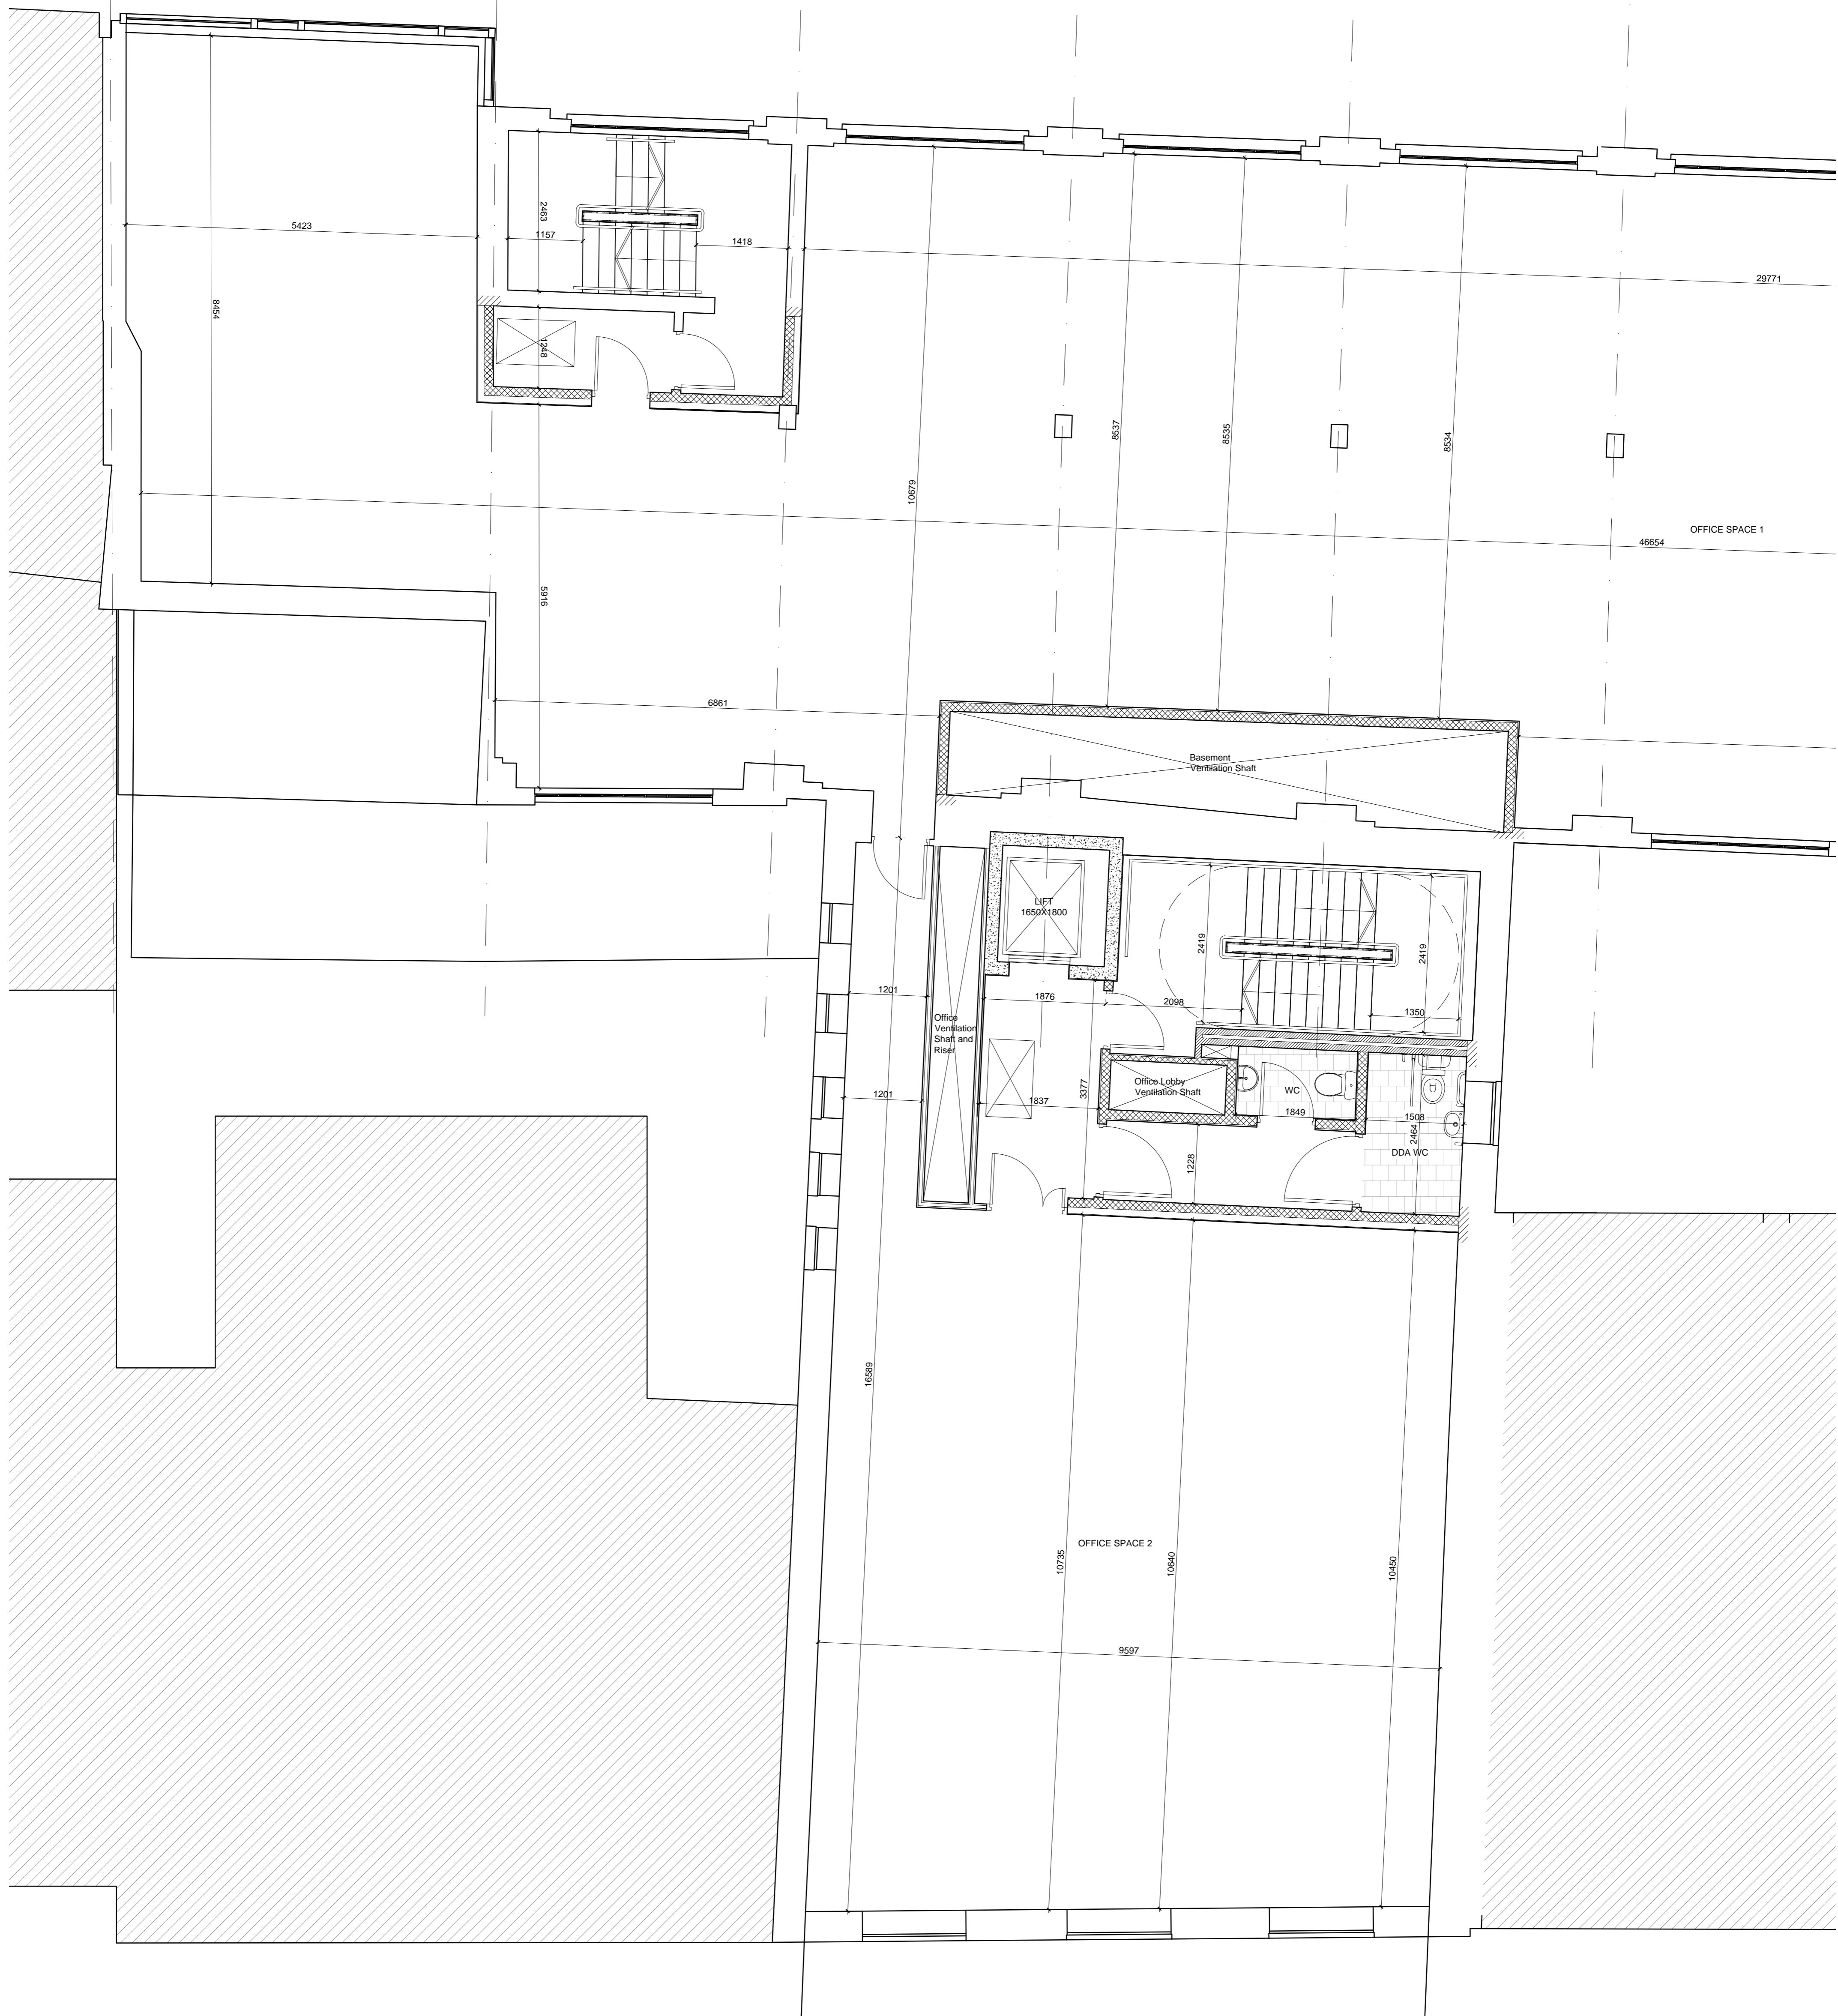 5423
2463
1157
1418
29771
8454
1248
8537
8535
8534
10679
OFFICE SPACE 1
46654
5916
6861
Basement
Ventilation Shaft
LIFT
1650X1800
2419
2419
1201
1876
2098
1350
Office
Ventilation
Shaft and
Riser
Office Lobby
Ventilation Shaft
WC
1201
1837
3377
1849
1508
2464
DDA WC
1228
16589
OFFICE SPACE 2
10735
10640
10450
9597